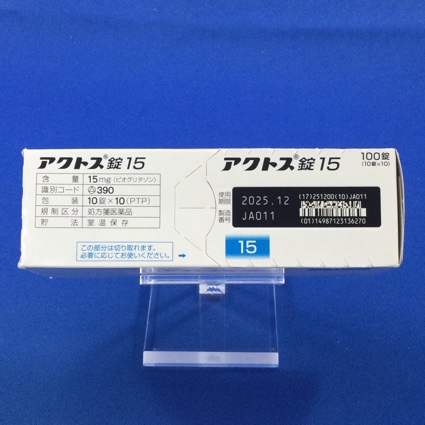 アクトス®錠15
含量 15mg(ピオグリタゾン)
識別コード 390
包装 10錠×10(PTP)
規制区分 処方箋医薬品
貯法 室温保存
この部分は切り取れます。
必要に応じてお使いください。
アクトス®錠15
100錠
(10錠×10)
使用期限 2025.12
製造番号 JA011
(17)251200(10)JA011
(01)14987123136270
15